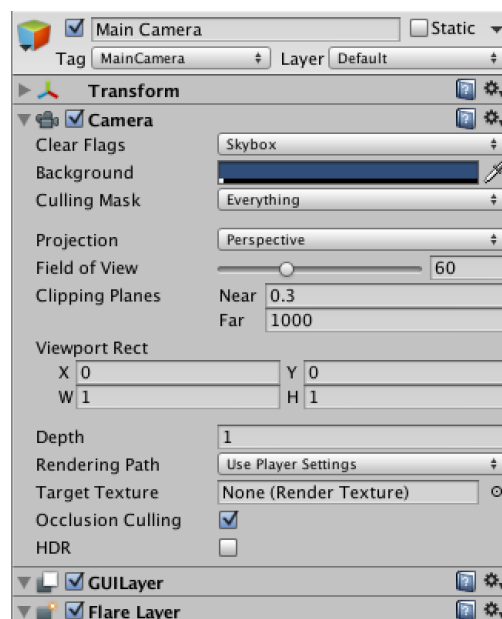 Main Camera Static
Tag MainCamera Layer Default
Transform
Camera
Clear Flags Skybox
Background
Culling Mask Everything
Projection Perspective
Field of View 60
Clipping Planes Near 0.3
Far 1000
Viewport Rect
X 0 Y 0
W 1 H 1
Depth 1
Rendering Path Use Player Settings
Target Texture None (Render Texture)
Occlusion Culling
HDR
GUILayer
Flare Layer